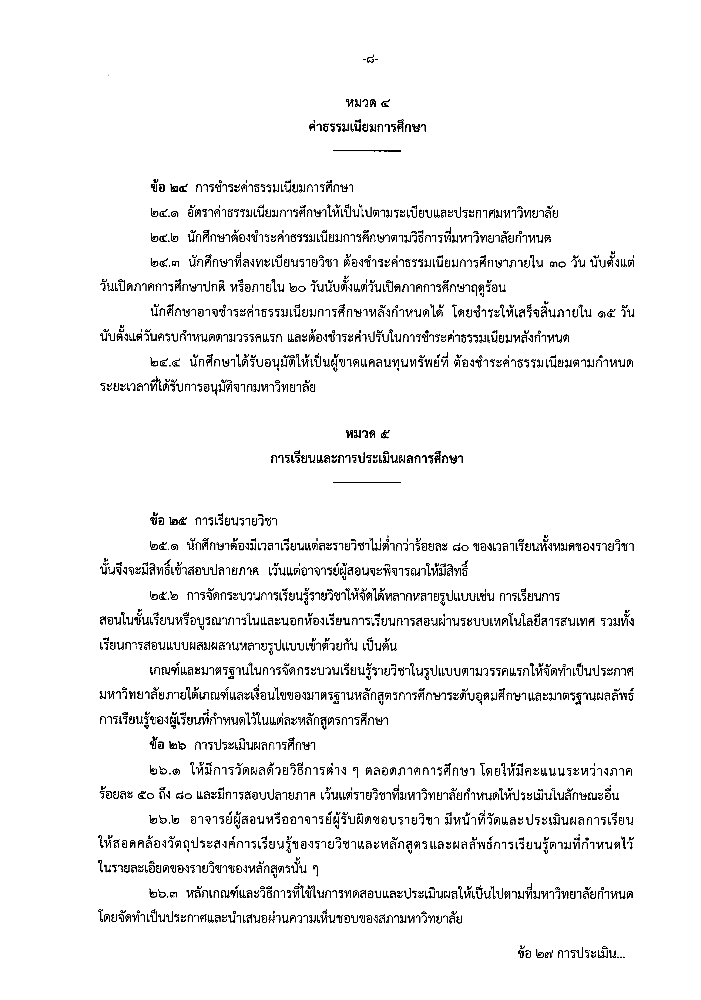 -๘-
หมวด ๔
ค่าธรรมเนียมการศึกษา
ข้อ ๒๔ การชำระค่าธรรมเนียมการศึกษา
๒๔.๑ อัตราค่าธรรมเนียมการศึกษาให้เป็นไปตามระเบียบและประกาศมหาวิทยาลัย
๒๔.๒ นักศึกษาต้องชำระค่าธรรมเนียมการศึกษาตามวิธีการที่มหาวิทยาลัยกำหนด
๒๔.๓ นักศึกษาที่ลงทะเบียนรายวิชา ต้องชำระค่าธรรมเนียมการศึกษาภายใน ๓๐ วัน นับตั้งแต่
วันเปิดภาคการศึกษาปกติ หรือภายใน ๒๐ วันนับตั้งแต่วันเปิดภาคการศึกษาฤดูร้อน
นักศึกษาอาจชำระค่าธรรมเนียมการศึกษาหลังกำหนดได้ โดยชำระให้เสร็จสิ้นภายใน ๑๕ วัน
นับตั้งแต่วันครบกำหนดตามวรรคแรก และต้องชำระค่าปรับในการชำระค่าธรรมเนียมหลังกำหนด
๒๔.๔ นักศึกษาได้รับอนุมัติให้เป็นผู้ขาดแคลนทุนทรัพย์ที่ ต้องชำระค่าธรรมเนียมตามกำหนด
ระยะเวลาที่ได้รับการอนุมัติจากมหาวิทยาลัย
หมวด ๕
การเรียนและการประเมินผลการศึกษา
ข้อ ๒๕ การเรียนรายวิชา
๒๕.๑ นักศึกษาต้องมีเวลาเรียนแต่ละรายวิชาไม่ต่ำกว่าร้อยละ ๘๐ ของเวลาเรียนทั้งหมดของรายวิชา
นั้นจึงจะมีสิทธิ์เข้าสอบปลายภาค เว้นแต่อาจารย์ผู้สอนจะพิจารณาให้มีสิทธิ์
๒๕.๒ การจัดกระบวนการเรียนรู้รายวิชาให้จัดได้หลากหลายรูปแบบเช่น การเรียนการ
สอนในชั้นเรียนหรือบูรณาการในและนอกห้องเรียนการเรียนการสอนผ่านระบบเทคโนโลยีสารสนเทศ รวมทั้ง
เรียนการสอนแบบผสมผสานหลายรูปแบบเข้าด้วยกัน เป็นต้น
เกณฑ์และมาตรฐานในการจัดกระบวนเรียนรู้รายวิชาในรูปแบบตามวรรคแรกให้จัดทำเป็นประกาศ
มหาวิทยาลัยภายใต้เกณฑ์และเงื่อนไขของมาตรฐานหลักสูตรการศึกษาระดับอุดมศึกษาและมาตรฐานผลลัพธ์
การเรียนรู้ของผู้เรียนที่กำหนดไว้ในแต่ละหลักสูตรการศึกษา
ข้อ ๒๖ การประเมินผลการศึกษา
๒๖.๑ ให้มีการวัดผลด้วยวิธีการต่าง ๆ ตลอดภาคการศึกษา โดยให้มีคะแนนระหว่างภาค
ร้อยละ ๕๐ ถึง ๘๐ และมีการสอบปลายภาค เว้นแต่รายวิชาที่มหาวิทยาลัยกำหนดให้ประเมินในลักษณะอื่น
๒๖.๒ อาจารย์ผู้สอนหรืออาจารย์ผู้รับผิดชอบรายวิชา มีหน้าที่วัดและประเมินผลการเรียน
ให้สอดคล้องวัตถุประสงค์การเรียนรู้ของรายวิชาและหลักสูตรและผลลัพธ์การเรียนรู้ตามที่กำหนดไว้
ในรายละเอียดของรายวิชาของหลักสูตรนั้น ๆ
๒๖.๓ หลักเกณฑ์และวิธีการที่ใช้ในการทดสอบและประเมินผลให้เป็นไปตามที่มหาวิทยาลัยกำหนด
โดยจัดทำเป็นประกาศและนำเสนอผ่านความเห็นชอบของสภามหาวิทยาลัย
ข้อ ๒๗ การประเมิน...